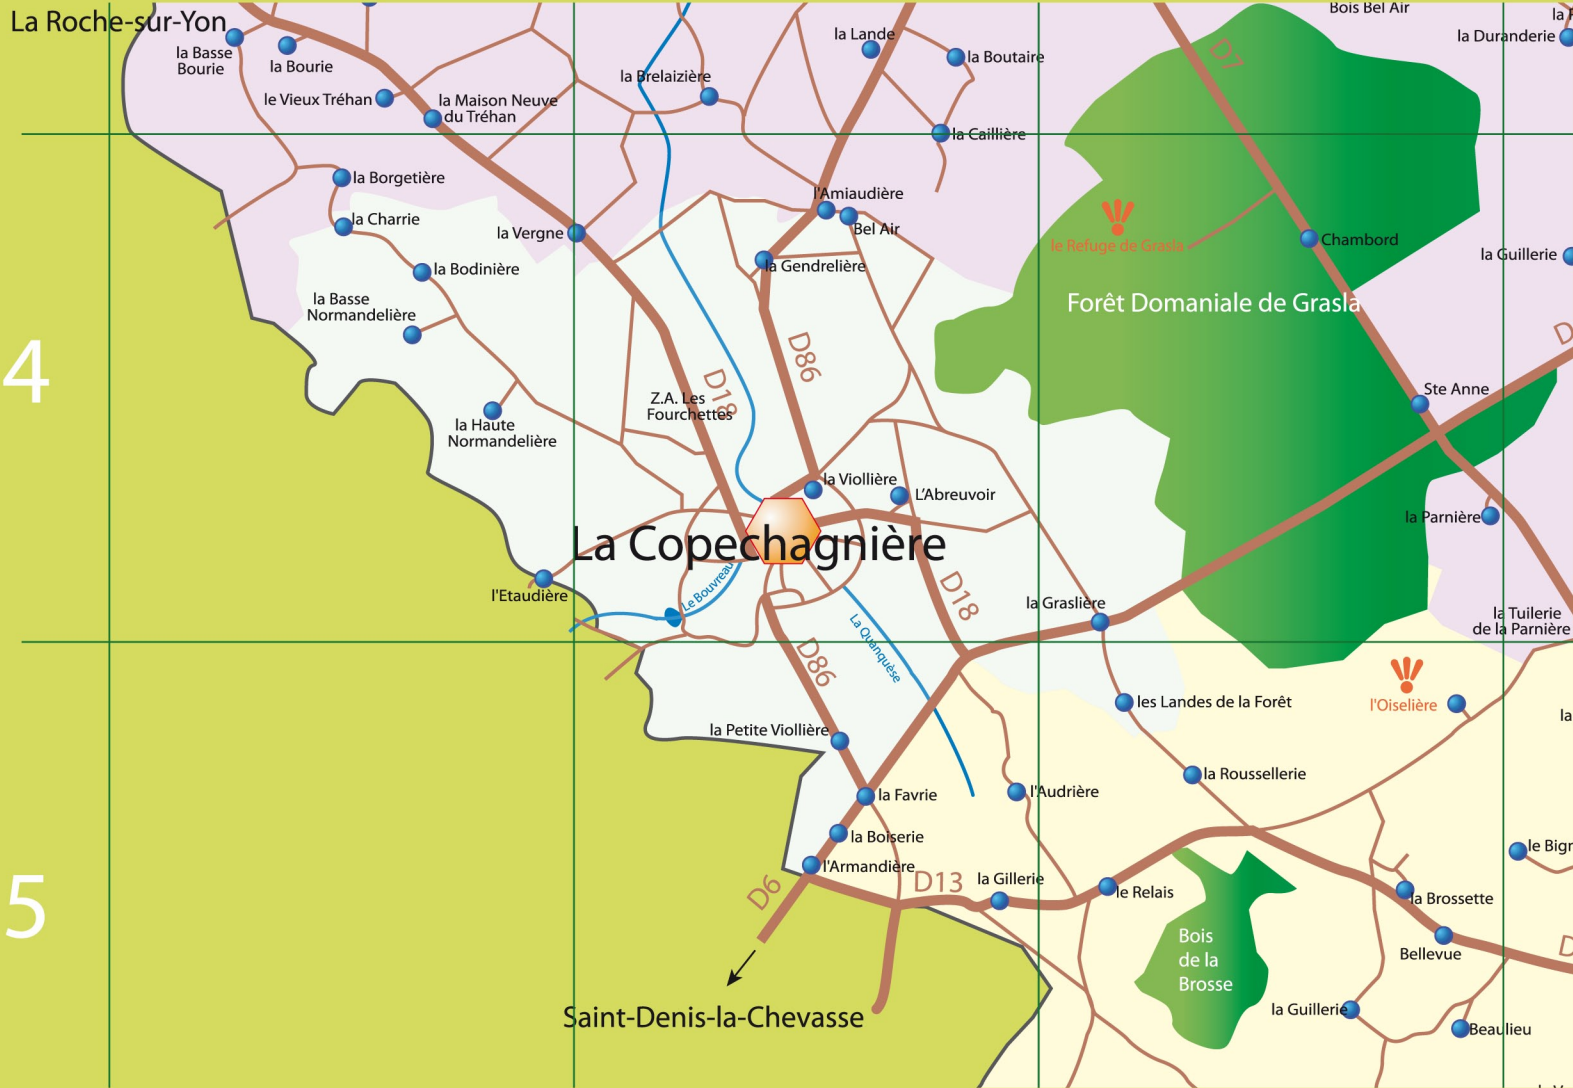 La Roche-sur-Yon
Bois Bel Air
la Duranderie
la Lande
la Boutaire
la Basse
Bourie
la Bourie
D7
la Brelaizière
le Vieux Tréhan
la Maison Neuve
du Tréhan
la Caillière
la Borgetière
l'Amiaudière
la Charrie
la Vergne
Bel Air
le Refuge de Grasla
Chambord
la Guillerie
la Bodinière
la Gendrelière
la Basse
Normandelière
Forêt Domaniale de Grasla
D
4
D86
D18
Z.A. Les
Fourchettes
Ste Anne
la Haute
Normandelière
la Viollière
L'Abreuvoir
la Parnière
La Copechagnière
Le Bouvreau
l'Etaudière
D18
la Graslière
la Tuilerie
de la Parnière
La Quanquèse
D86
les Landes de la Forêt
l'Oiselière
la
la Petite Viollière
la Roussellerie
la Favrie
l'Audrière
la Boiserie
le Bigr
l'Armandière
D6
D13
la Gillerie
le Relais
la Brossette
5
Bois
de la
Brosse
Bellevue
D
Saint-Denis-la-Chevasse
la Guillerie
Beaulieu